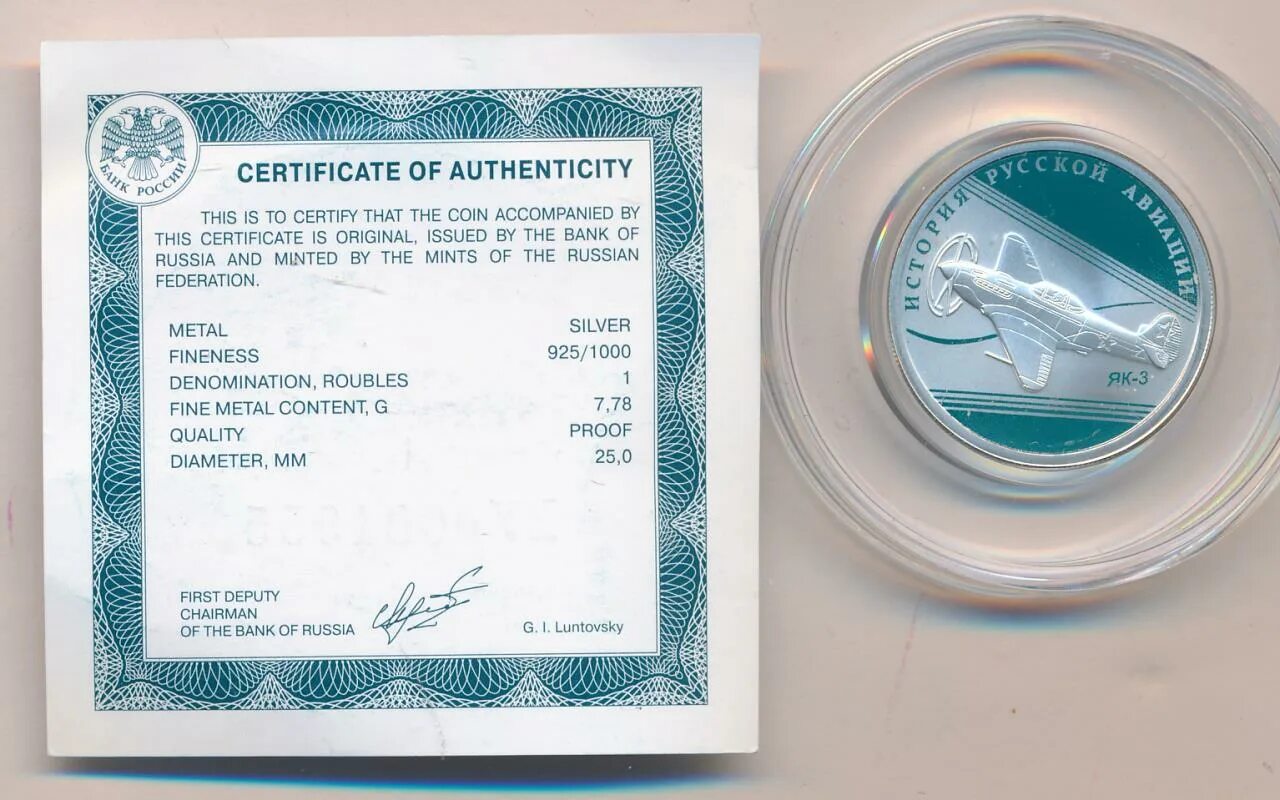 БАНК РОССИИ
CERTIFICATE OF AUTHENTICITY
THIS IS TO CERTIFY THAT THE COIN ACCOMPANIED BY
THIS CERTIFICATE IS ORIGINAL, ISSUED BY THE BANK OF
RUSSIA AND MINTED BY THE MINTS OF THE RUSSIAN
FEDERATION.
METAL SILVER
FINENESS 925/1000
DENOMINATION, ROUBLES 1
FINE METAL CONTENT, G 7,78
QUALITY PROOF
DIAMETER, MM 25,0
FIRST DEPUTY
CHAIRMAN
OF THE BANK OF RUSSIA G. I. Luntovsky
ИСТОРИЯ РУССКОЙ АВИАЦИИ
ЯК-3